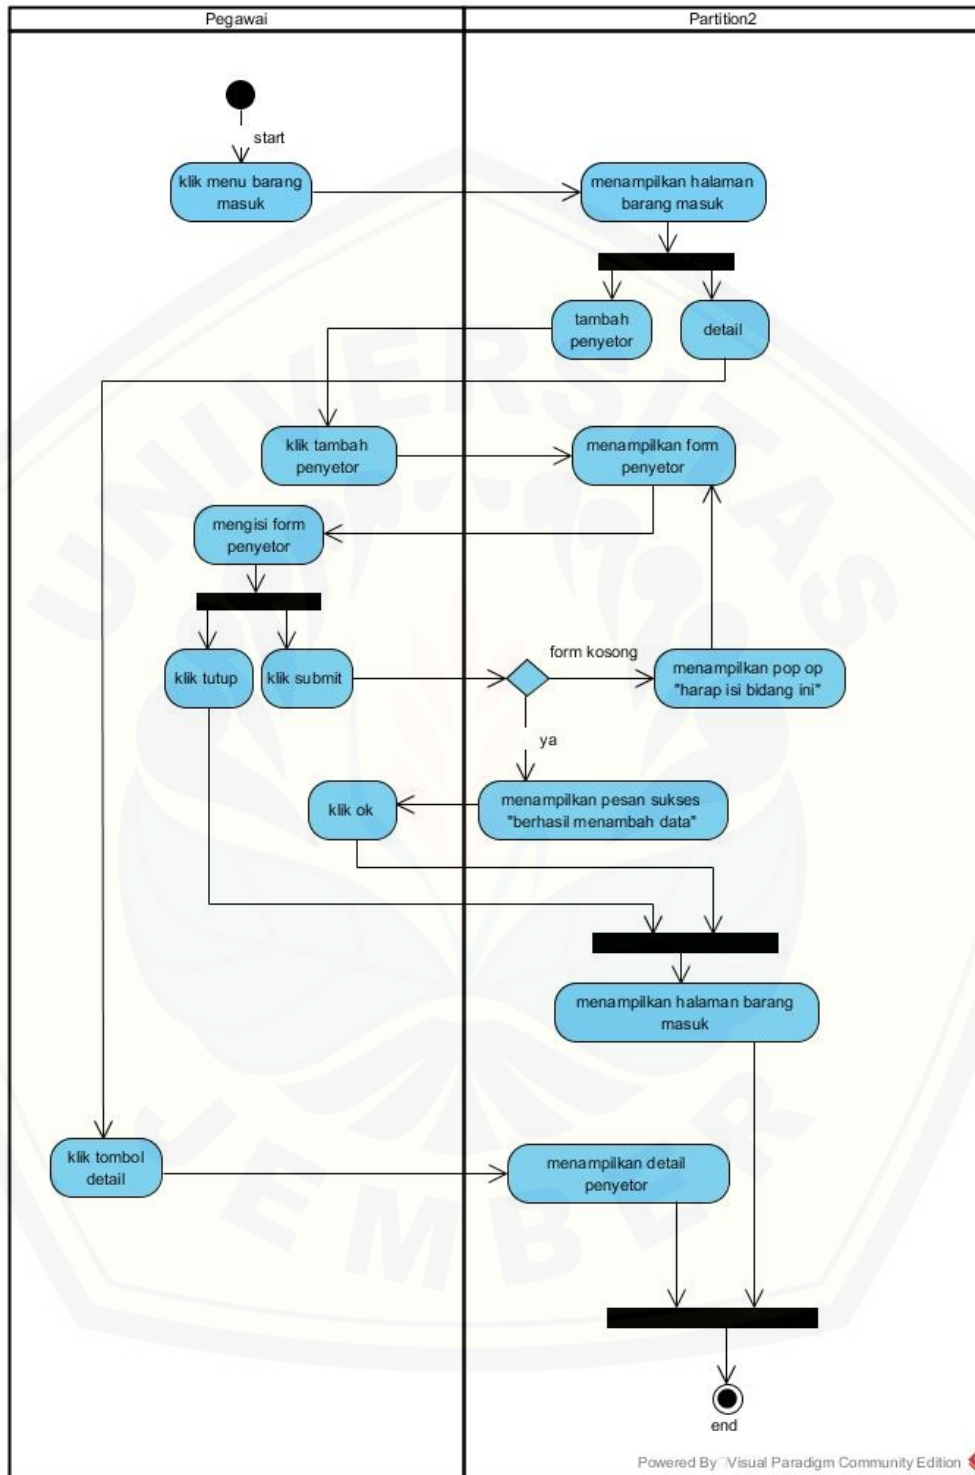 Pegawai
Partition2
start
klik menu barang
masuk
menampilkan halaman
barang masuk
tambah
penyetor
detail
klik tambah
penyetor
menampilkan form
penyetor
mengisi form
penyetor
klik tutup
klik submit
form kosong
menampilkan pop op
"harap isi bidang ini"
ya
klik ok
menampilkan pesan sukses
"berhasil menambah data"
menampilkan halaman barang
masuk
klik tombol
detail
menampilkan detail
penyetor
end
UNIVERSITAS
JEMBER
Powered By Visual Paradigm Community Edition